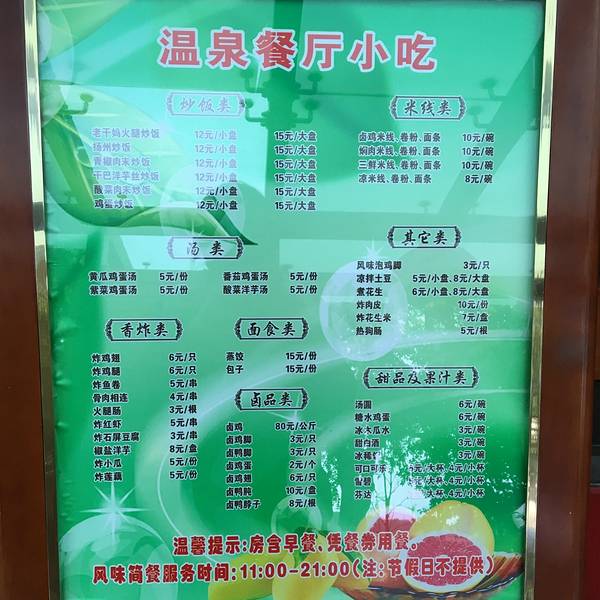 温泉餐厅小吃
炒饭类
老干妈火腿炒饭 12元/小盘 15元/大盘
扬州炒饭 12元/小盘 15元/大盘
青椒肉末炒饭 12元/小盘 15元/大盘
干巴洋芋丝炒饭 12元/小盘 15元/大盘
酸菜肉末炒饭 12元/小盘 15元/大盘
鸡蛋炒饭 12元/小盘 15元/大盘
米线类
卤鸡米线、卷粉、面条 10元/碗
焖肉米线、卷粉、面条 10元/碗
三鲜米线、卷粉、面条 10元/碗
凉米线、卷粉、面条 8元/碗
汤类
黄瓜鸡蛋汤 5元/份 番茄鸡蛋汤 5元/份
紫菜鸡蛋汤 5元/份 酸菜洋芋汤 5元/份
其它类
风味泡鸡脚 3元/只
凉拌土豆 5元/小盘、8元/大盘
煮花生 6元/小盘、8元/大盘
炸肉皮 10元/份
炸花生米 7元/盘
热狗肠 5元/根
香炸类
炸鸡翅 6元/只
炸鸡腿 6元/只
炸鱼卷 5元/串
骨肉相连 4元/串
火腿肠 3元/根
炸红虾 5元/串
炸石屏豆腐 3元/串
椒盐洋芋 8元/盘
炸小瓜 5元/份
炸莲藕 5元/份
面食类
蒸饺 15元/份
包子 15元/份
卤品类
卤鸡 80元/公斤
卤鸡脚 3元/只
卤鸭脚 3元/只
卤鸡蛋 2元/个
卤鸡翅 6元/只
卤鸭肫 10元/盘
卤鸭脖子 8元/根
甜品及果汁类
汤圆 6元/碗
糖水鸡蛋 6元/碗
冰木瓜水 3元/碗
甜白酒 3元/碗
冰稀 3元/碗
可口可乐 5元/大杯、4元/小杯
雪碧 元/大杯、4元/小杯
芬达 元/大杯、4元/小杯
温馨提示:房含早餐、凭餐券用餐。
风味简餐服务时间:11:00-21:00(注:节假日不提供)